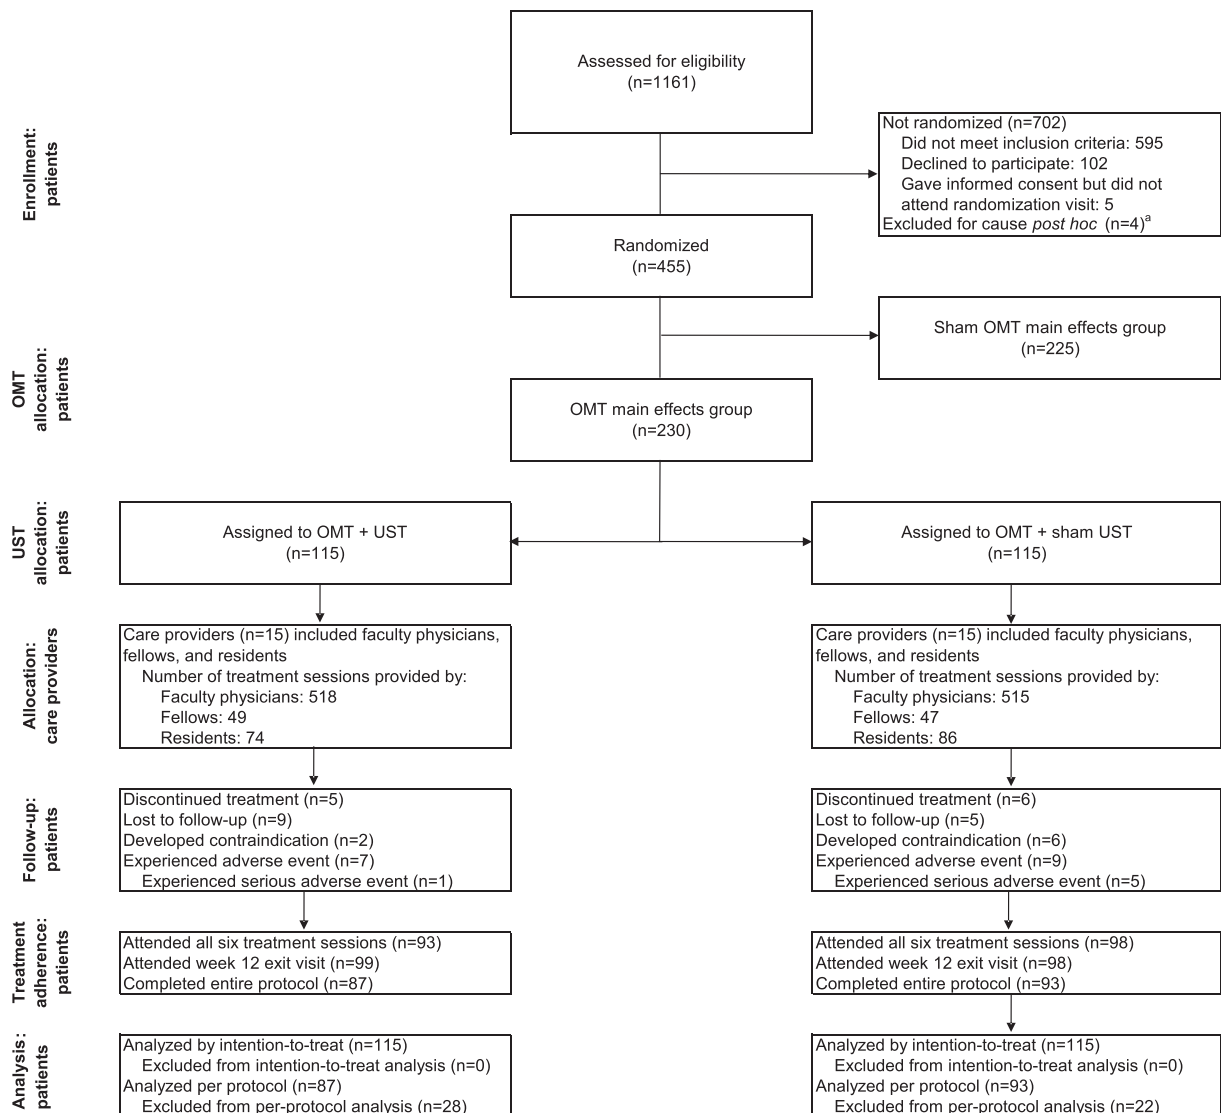 Assessed for eligibility
(n=1161)
Enrollment:
patients
Not randomized (n=702)
Did not meet inclusion criteria: 595
Declined to participate: 102
Gave informed consent but did not
attend randomization visit: 5
Excluded for cause post hoc (n=4)a
Randomized
(n=455)
OMT
allocation:
patients
Sham OMT main effects group
(n=225)
OMT main effects group
(n=230)
UST
allocation:
patients
Assigned to OMT + UST
(n=115)
Assigned to OMT + sham UST
(n=115)
Allocation:
care providers
Care providers (n=15) included faculty physicians,
fellows, and residents
Number of treatment sessions provided by:
Faculty physicians: 518
Fellows: 49
Residents: 74
Care providers (n=15) included faculty physicians,
fellows, and residents
Number of treatment sessions provided by:
Faculty physicians: 515
Fellows: 47
Residents: 86
Follow-up:
patients
Discontinued treatment (n=5)
Lost to follow-up (n=9)
Developed contraindication (n=2)
Experienced adverse event (n=7)
Experienced serious adverse event (n=1)
Discontinued treatment (n=6)
Lost to follow-up (n=5)
Developed contraindication (n=6)
Experienced adverse event (n=9)
Experienced serious adverse event (n=5)
Treatment
adherence:
patients
Attended all six treatment sessions (n=93)
Attended week 12 exit visit (n=99)
Completed entire protocol (n=87)
Attended all six treatment sessions (n=98)
Attended week 12 exit visit (n=98)
Completed entire protocol (n=93)
Analysis:
patients
Analyzed by intention-to-treat (n=115)
Excluded from intention-to-treat analysis (n=0)
Analyzed per protocol (n=87)
Excluded from per-protocol analysis (n=28)
Analyzed by intention-to-treat (n=115)
Excluded from intention-to-treat analysis (n=0)
Analyzed per protocol (n=93)
Excluded from per-protocol analysis (n=22)